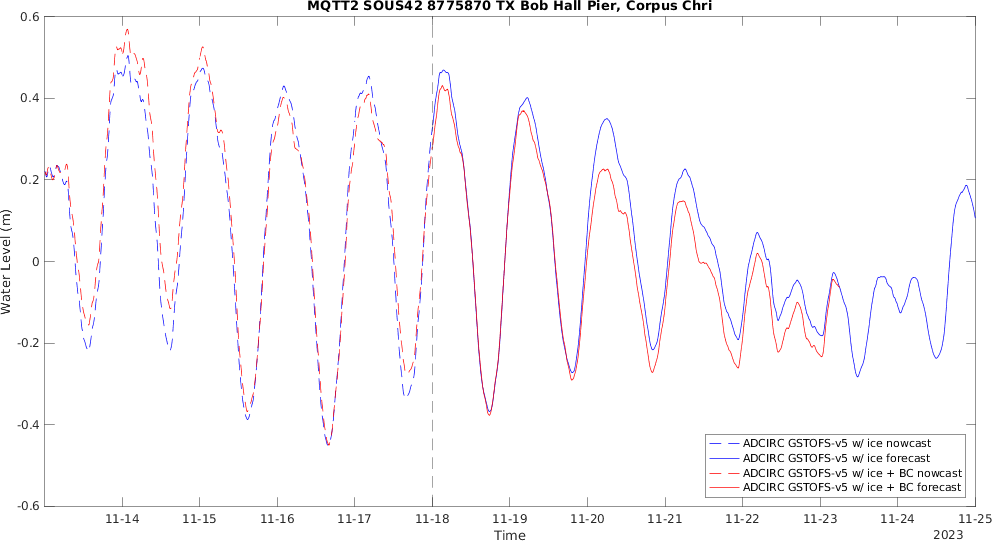 MQTT2 SOUS42 8775870 TX Bob Hall Pier, Corpus Chri
0.6
0.4
0.2
0
-0.2
-0.4
-0.6
Water Level (m)
11-14 11-15 11-16 11-17 11-18 11-19 11-20 11-21 11-22 11-23 11-24 11-25
Time
2023
ADCIRC GSTOFS-v5 w/ ice nowcast
ADCIRC GSTOFS-v5 w/ ice forecast
ADCIRC GSTOFS-v5 w/ ice + BC nowcast
ADCIRC GSTOFS-v5 w/ ice + BC forecast